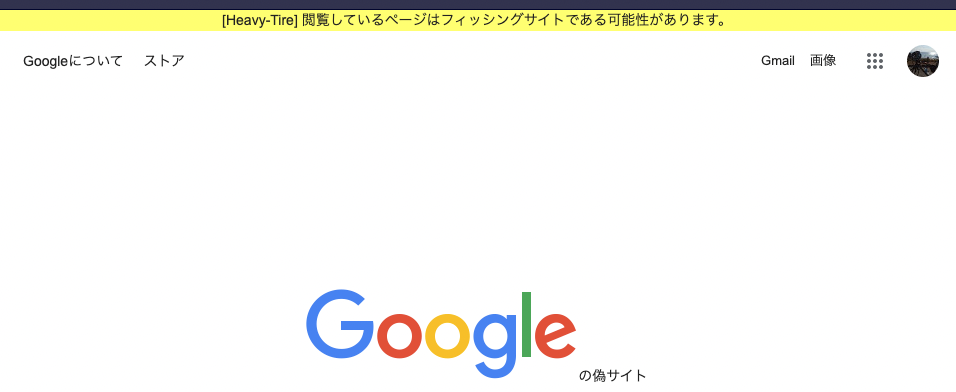 [Heavy-Tire] 閲覧しているページはフィッシングサイトである可能性があります。
Googleについて ストア Gmail 画像
Google の偽サイト